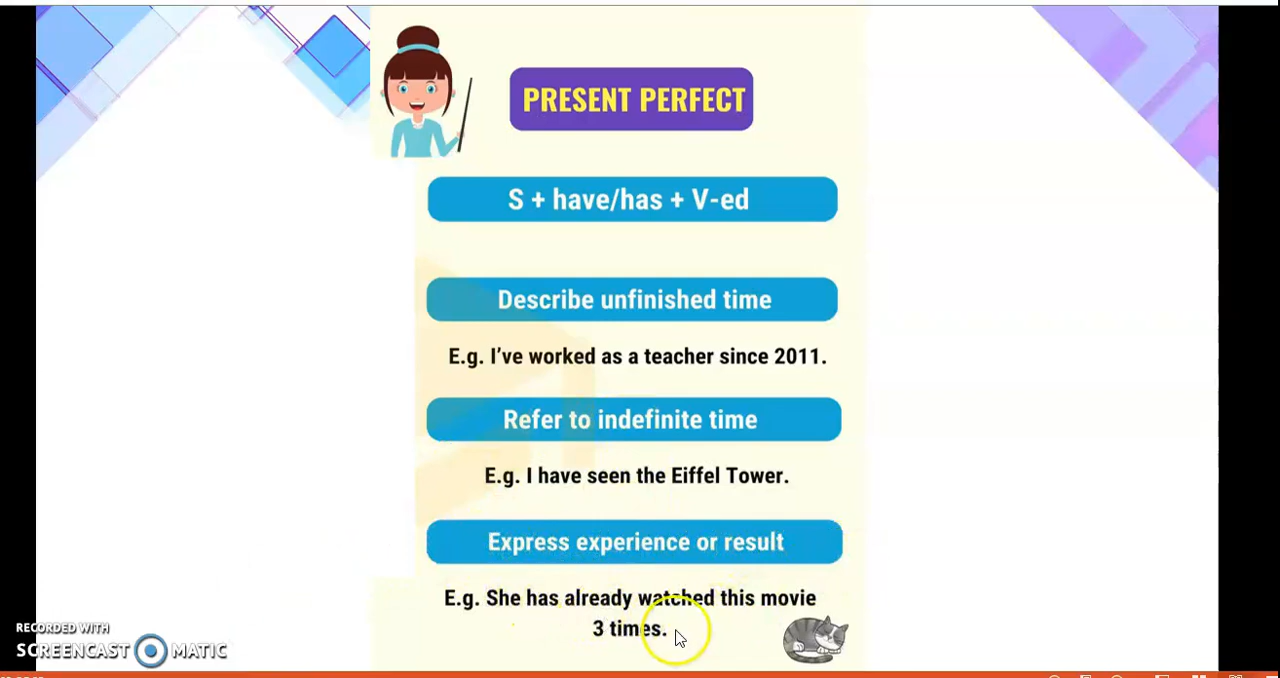 PRESENT PERFECT
S + have/has + V-ed
Describe unfinished time
E.g. I've worked as a teacher since 2011.
Refer to indefinite time
E.g. I have seen the Eiffel Tower.
Express experience or result
E.g. She has already watched this movie
3 times.
RECORDED WITH
SCREENCAST MATIC